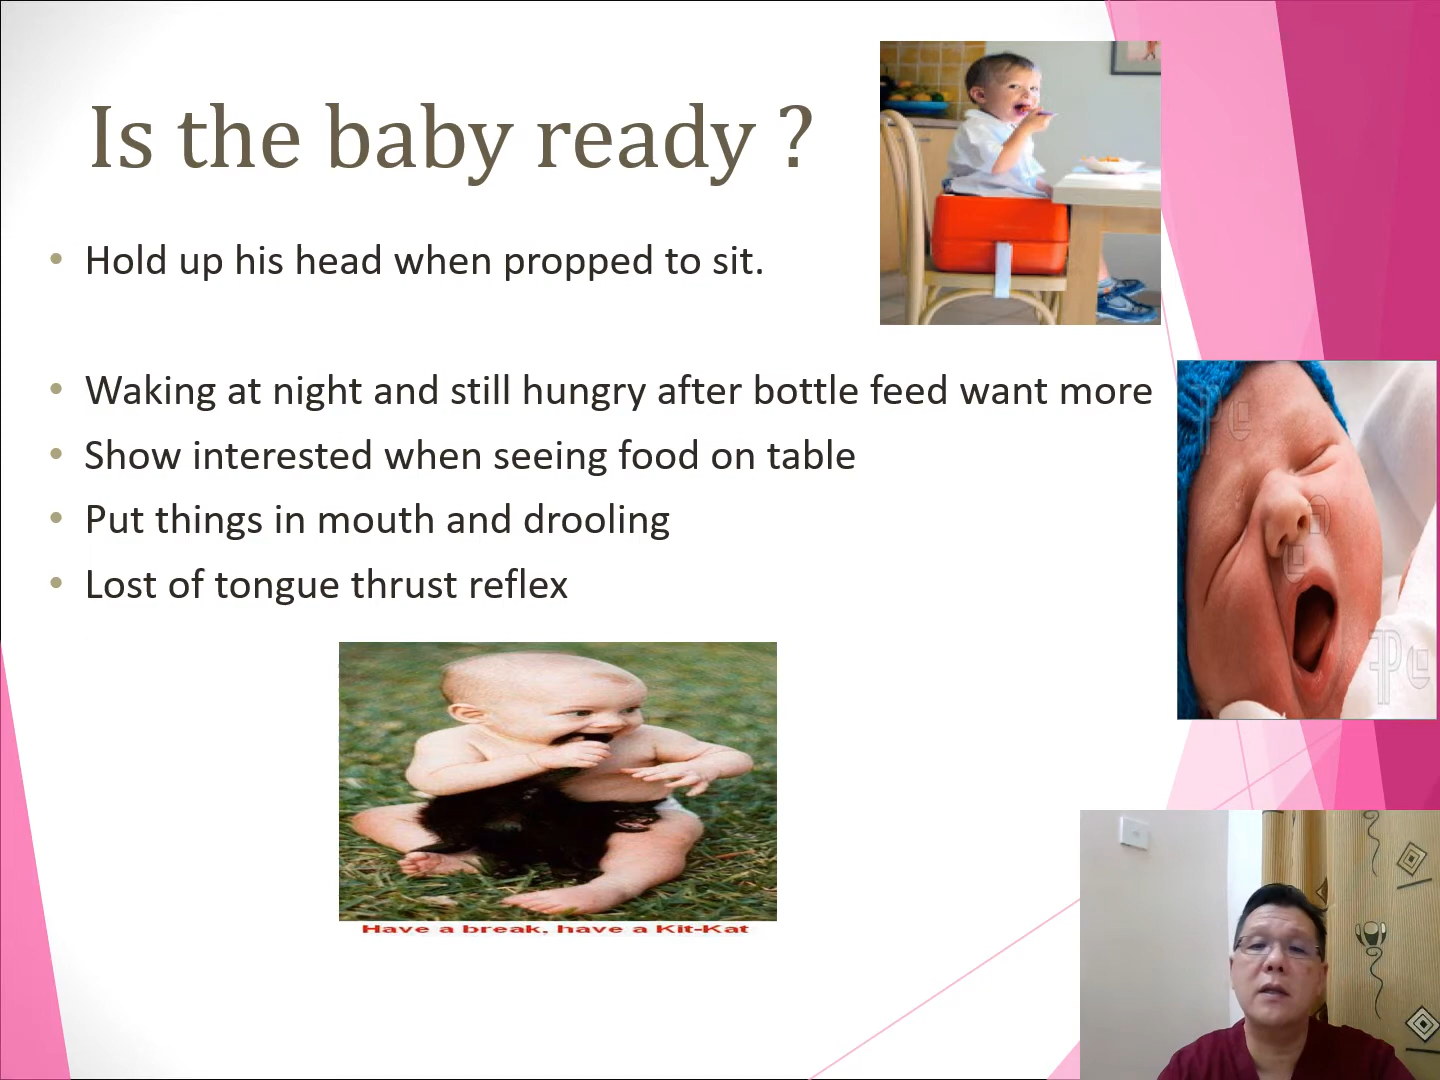 Is the baby ready ?
• Hold up his head when propped to sit.
• Waking at night and still hungry after bottle feed want more
• Show interested when seeing food on table
• Put things in mouth and drooling
• Lost of tongue thrust reflex
Have a break, have a Kit-Kat